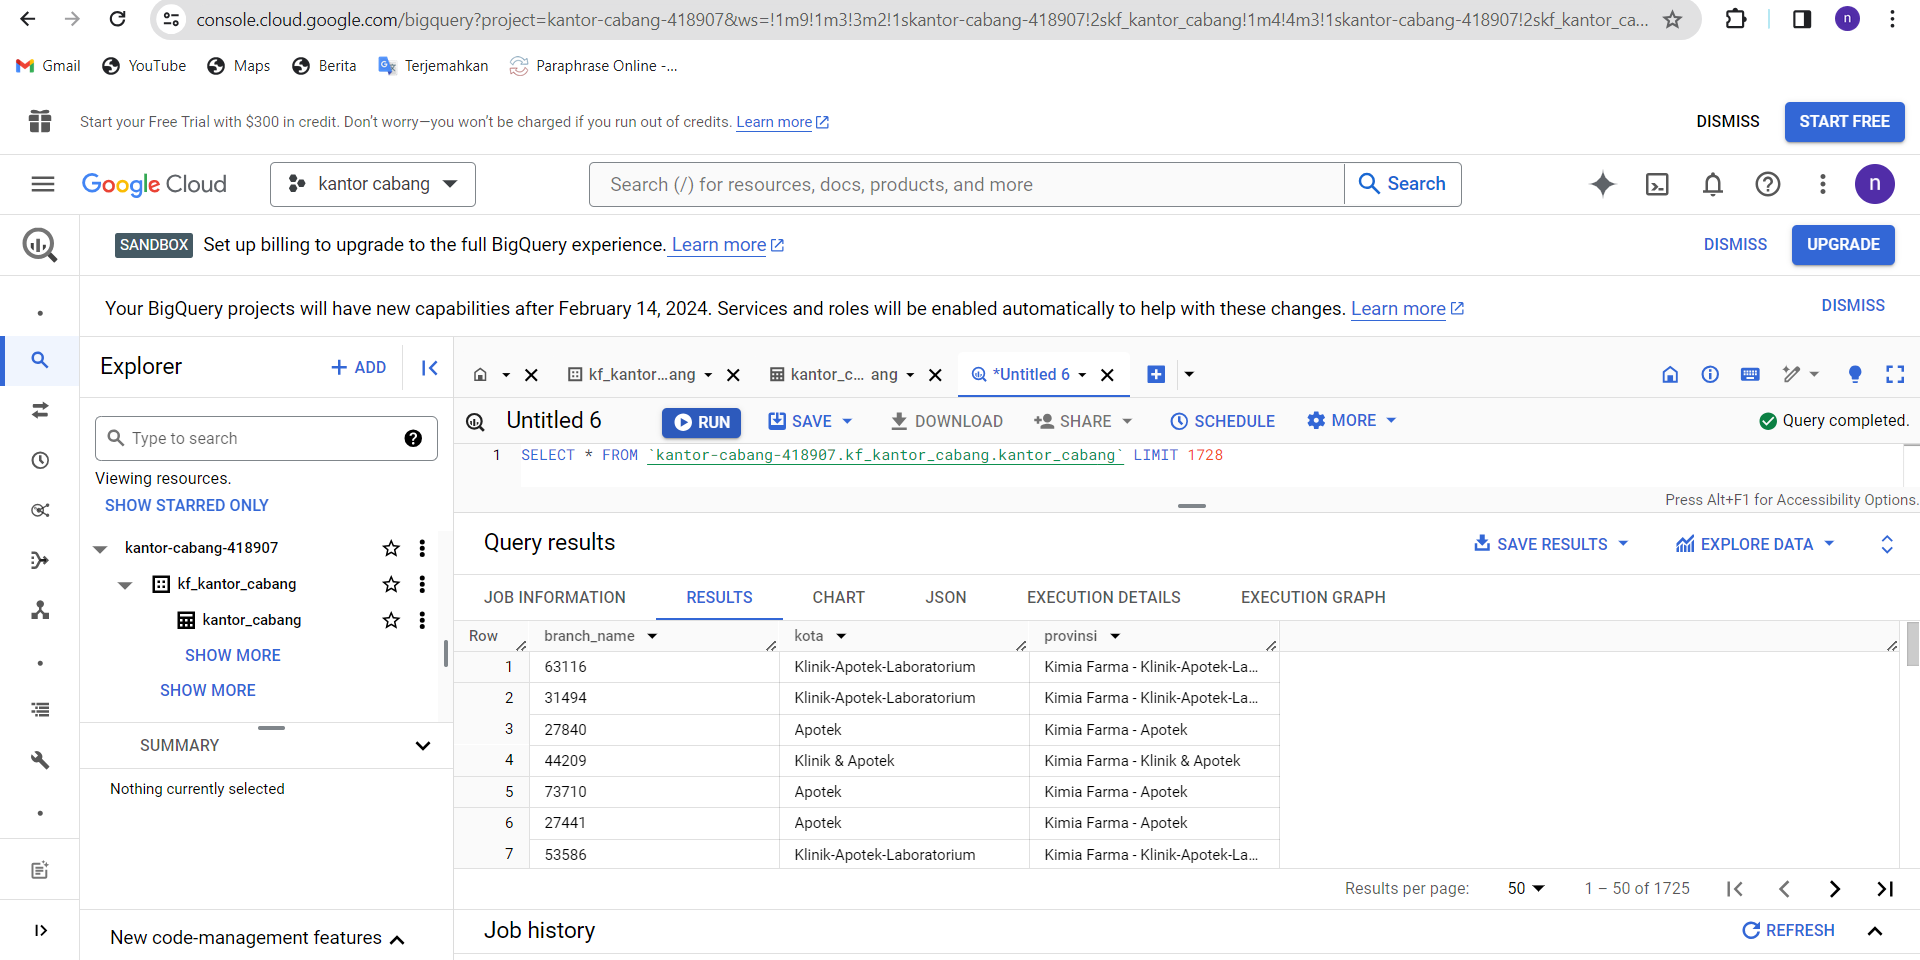 console.cloud.google.com/bigquery?project=kantor-cabang-418907&ws=!1m9!1m3!3m2!1skantor-cabang-418907!2skf_kantor_cabang!1m4!4m3!1skantor-cabang-418907!2skf_kantor_ca...
n
Gmail YouTube Maps Berita Terjemahkan Paraphrase Online -...
Start your Free Trial with $300 in credit. Don't worry—you won't be charged if you run out of credits. Learn more DISMISS START FREE
Google Cloud kantor cabang Search (/) for resources, docs, products, and more Search n
SANDBOX Set up billing to upgrade to the full BigQuery experience. Learn more DISMISS UPGRADE
Your BigQuery projects will have new capabilities after February 14, 2024. Services and roles will be enabled automatically to help with these changes. Learn more DISMISS
Explorer + ADD
Type to search
Viewing resources.
SHOW STARRED ONLY
kantor-cabang-418907
kf_kantor_cabang
kantor_cabang
SHOW MORE
SHOW MORE
SUMMARY
Nothing currently selected
New code-management features
kf_kantor...ang kantor_c... ang *Untitled 6
Untitled 6 RUN SAVE DOWNLOAD SHARE SCHEDULE MORE Query completed.
1 SELECT * FROM `kantor-cabang-418907.kf_kantor_cabang.kantor_cabang` LIMIT 1728
Press Alt+F1 for Accessibility Options.
Query results SAVE RESULTS EXPLORE DATA
JOB INFORMATION RESULTS CHART JSON EXECUTION DETAILS EXECUTION GRAPH
Row branch_name kota provinsi
1 63116 Klinik-Apotek-Laboratorium Kimia Farma - Klinik-Apotek-La...
2 31494 Klinik-Apotek-Laboratorium Kimia Farma - Klinik-Apotek-La...
3 27840 Apotek Kimia Farma - Apotek
4 44209 Klinik & Apotek Kimia Farma - Klinik & Apotek
5 73710 Apotek Kimia Farma - Apotek
6 27441 Apotek Kimia Farma - Apotek
7 53586 Klinik-Apotek-Laboratorium Kimia Farma - Klinik-Apotek-La...
Results per page: 50 1 – 50 of 1725
Job history REFRESH